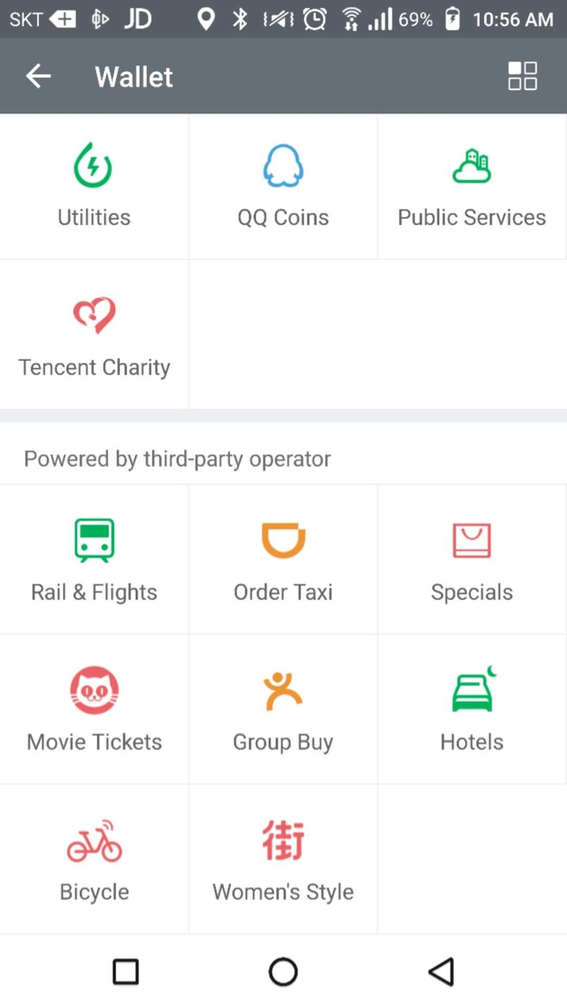 SKT JD 69% 10:56 AM
Wallet
Utilities QQ Coins Public Services
Tencent Charity
Powered by third-party operator
Rail & Flights Order Taxi Specials
Movie Tickets Group Buy Hotels
街
Bicycle Women's Style